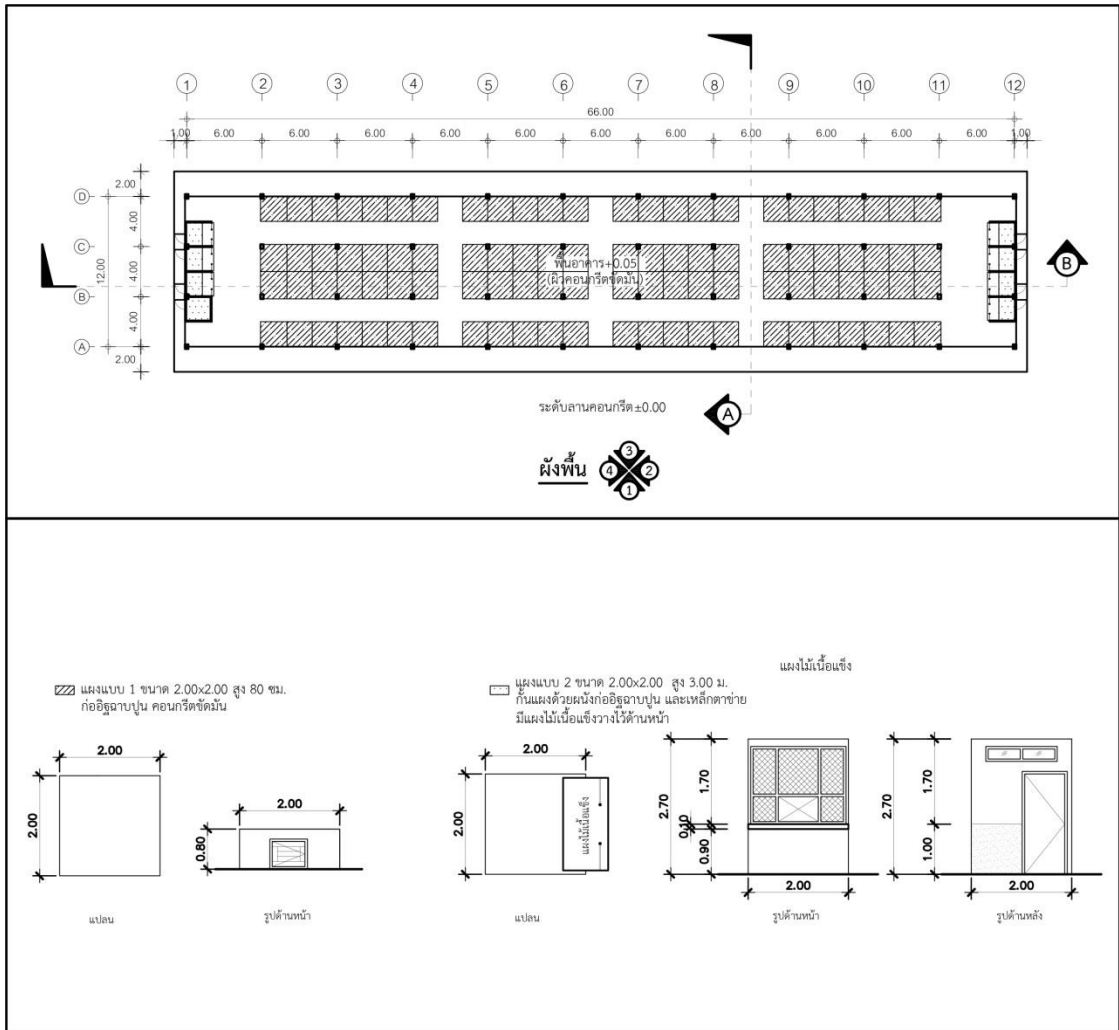 1 2 3 4 5 6 7 8 9 10 11 12
66.00
1.00 6.00 6.00 6.00 6.00 6.00 6.00 6.00 6.00 6.00 6.00 6.00 1.00
2.00
D
4.00
C
12.00
4.00
พื้นอาคาร+0.05
(ผิวคอนกรีตขัดมัน)
B
B
4.00
A
2.00
ระดับลานคอนกรีต±0.00
A
ผังพื้น
3
4 2
1
แผงไม้เนื้อแข็ง
แผงแบบ 1 ขนาด 2.00x2.00 สูง 80 ซม.
ก่ออิฐฉาบปูน คอนกรีตขัดมัน
แผงแบบ 2 ขนาด 2.00x2.00 สูง 3.00 ม.
กั้นแผงด้วยผนังก่ออิฐฉาบปูน และเหล็กตาข่าย
มีแผงไม้เนื้อแข็งวางไว้ด้านหน้า
2.00
2.00
แปลน
2.00
0.80
รูปด้านหน้า
2.00
2.00
แผงไม้เนื้อแข็ง
แปลน
2.70
1.70
0.10
0.90
2.00
รูปด้านหน้า
2.70
1.70
1.00
2.00
รูปด้านหลัง